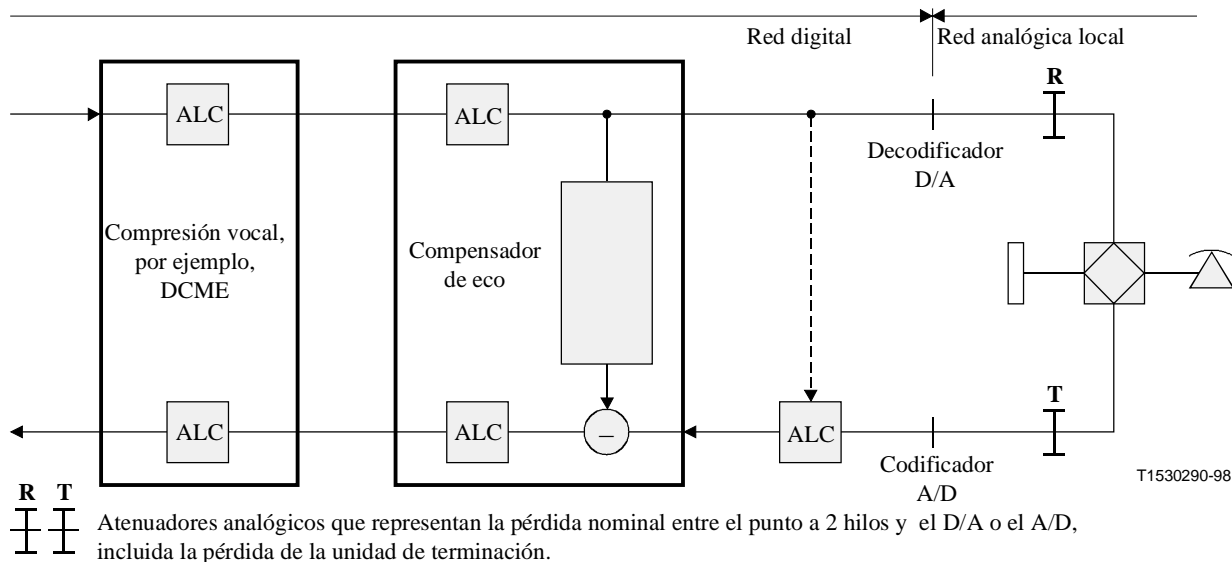 Red digital
Red analógica local
R
ALC
ALC
Decodificador
D/A
Compresión vocal,
por ejemplo,
DCME
Compensador
de eco
T
ALC
ALC
–
ALC
Codificador
A/D
T1530290-98
R T
Atenuadores analógicos que representan la pérdida nominal entre el punto a 2 hilos y el D/A o el A/D,
incluida la pérdida de la unidad de terminación.